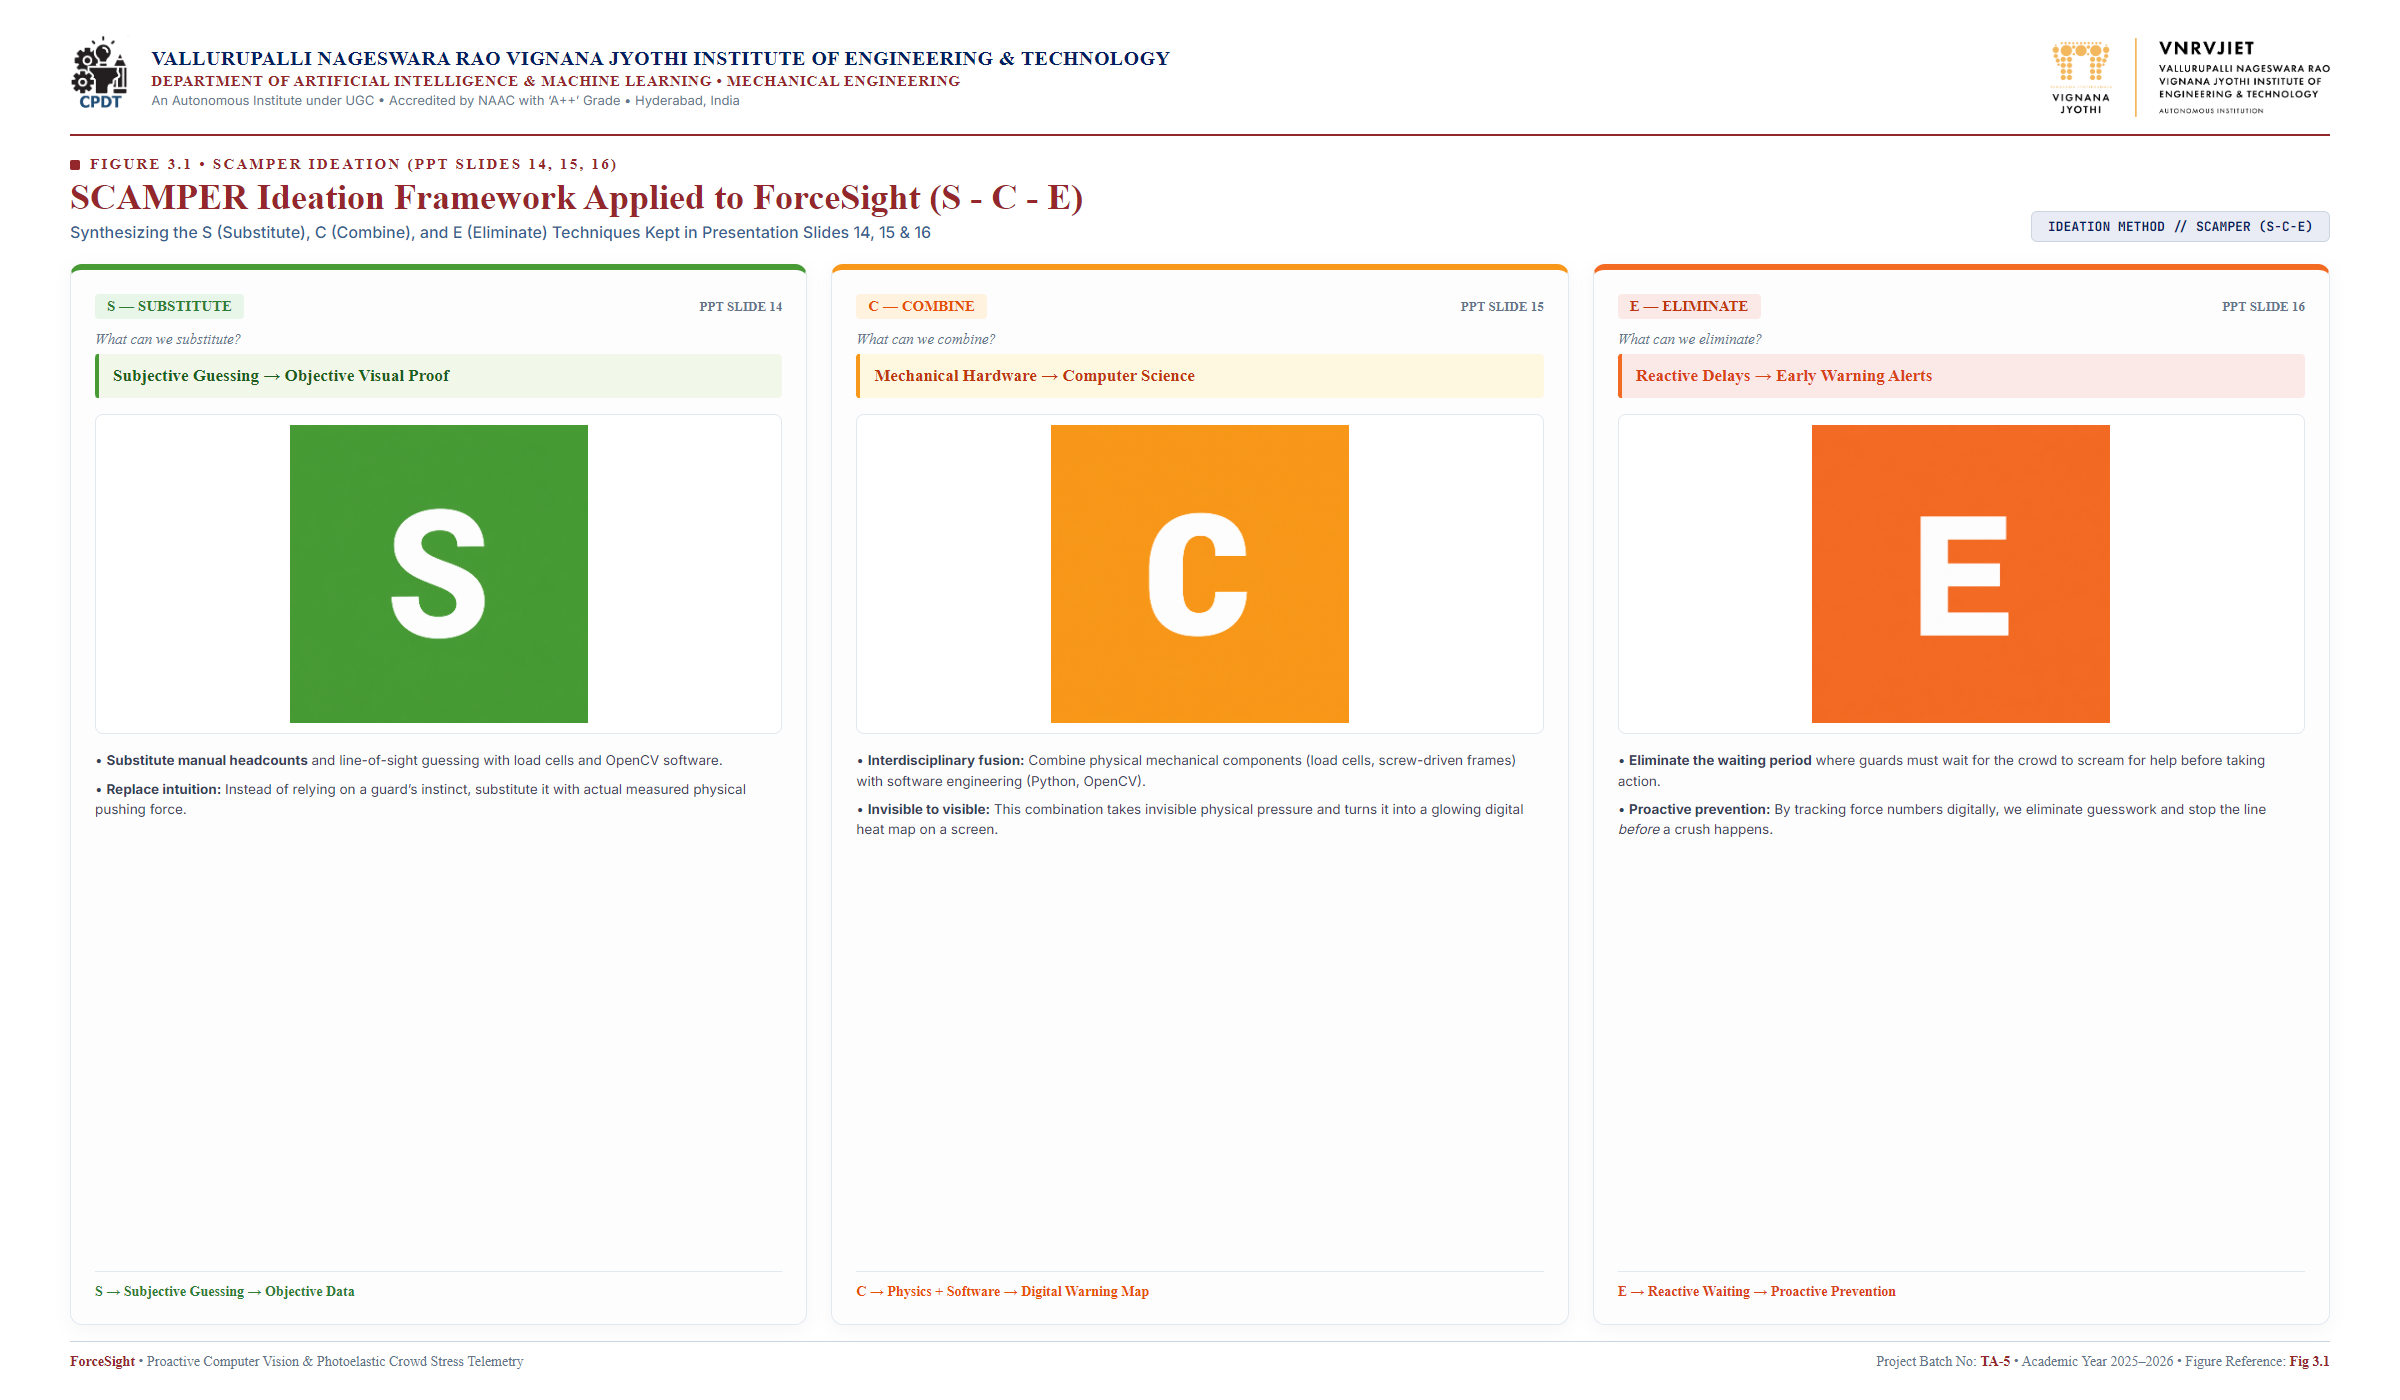 CPDT
VALLURUPALLI NAGESWARA RAO VIGNANA JYOTHI INSTITUTE OF ENGINEERING & TECHNOLOGY
DEPARTMENT OF ARTIFICIAL INTELLIGENCE & MACHINE LEARNING • MECHANICAL ENGINEERING
An Autonomous Institute under UGC • Accredited by NAAC with ‘A++’ Grade • Hyderabad, India
VIGNANA
JYOTHI
VNRVJIET
VALLURUPALLI NAGESWARA RAO
VIGNANA JYOTHI INSTITUTE OF
ENGINEERING & TECHNOLOGY
AUTONOMOUS INSTITUTION
FIGURE 3.1 • SCAMPER IDEATION (PPT SLIDES 14, 15, 16)
SCAMPER Ideation Framework Applied to ForceSight (S - C - E)
Synthesizing the S (Substitute), C (Combine), and E (Eliminate) Techniques Kept in Presentation Slides 14, 15 & 16
IDEATION METHOD // SCAMPER (S-C-E)
S — SUBSTITUTE
PPT SLIDE 14
What can we substitute?
Subjective Guessing → Objective Visual Proof
S
• Substitute manual headcounts and line-of-sight guessing with load cells and OpenCV software.
• Replace intuition: Instead of relying on a guard’s instinct, substitute it with actual measured physical
pushing force.
S → Subjective Guessing → Objective Data
C — COMBINE
PPT SLIDE 15
What can we combine?
Mechanical Hardware → Computer Science
C
• Interdisciplinary fusion: Combine physical mechanical components (load cells, screw-driven frames)
with software engineering (Python, OpenCV).
• Invisible to visible: This combination takes invisible physical pressure and turns it into a glowing digital
heat map on a screen.
C → Physics + Software → Digital Warning Map
E — ELIMINATE
PPT SLIDE 16
What can we eliminate?
Reactive Delays → Early Warning Alerts
E
• Eliminate the waiting period where guards must wait for the crowd to scream for help before taking
action.
• Proactive prevention: By tracking force numbers digitally, we eliminate guesswork and stop the line
before a crush happens.
E → Reactive Waiting → Proactive Prevention
ForceSight • Proactive Computer Vision & Photoelastic Crowd Stress Telemetry
Project Batch No: TA-5 • Academic Year 2025–2026 • Figure Reference: Fig 3.1